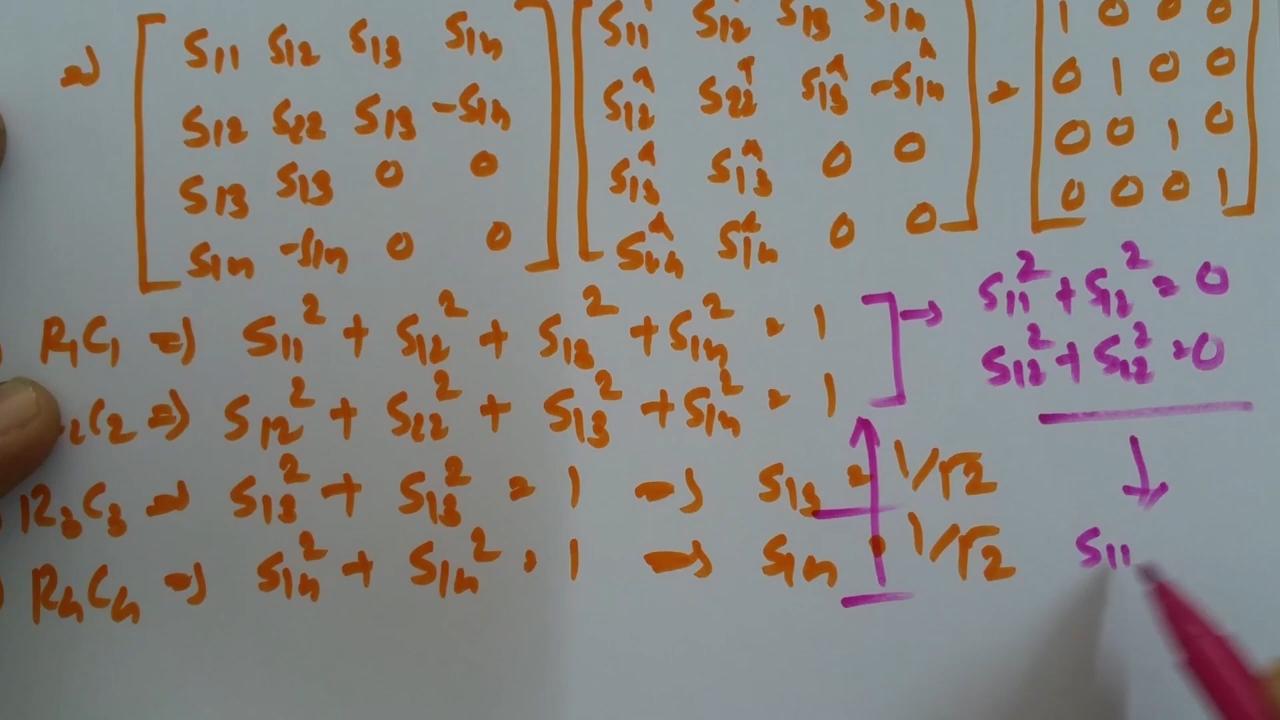 ⇒ [ S11 S12 S13 S14 ] [ S11* S12* S13* S14* ] = [ 1 0 0 0 ]
[ S12 S22 S13 -S14 ] [ S12* S22* S13* -S14* ] [ 0 1 0 0 ]
[ S13 S13 0 0 ] [ S13* S13* 0 0 ] [ 0 0 1 0 ]
[ S14 -S14 0 0 ] [ S14* S14* 0 0 ] [ 0 0 0 1 ]
R1C1 ⇒ S11² + S12² + S13² + S14² = 1
C2 ⇒ S12² + S22² + S13² + S14² = 1
R3C3 ⇒ S13² + S13² = 1 ⇒ S13 = 1/√2
R4C4 ⇒ S14² + S14² = 1 ⇒ S14 = 1/√2
→ S11² + S12² = 0
S12² + S12² = 0
S11